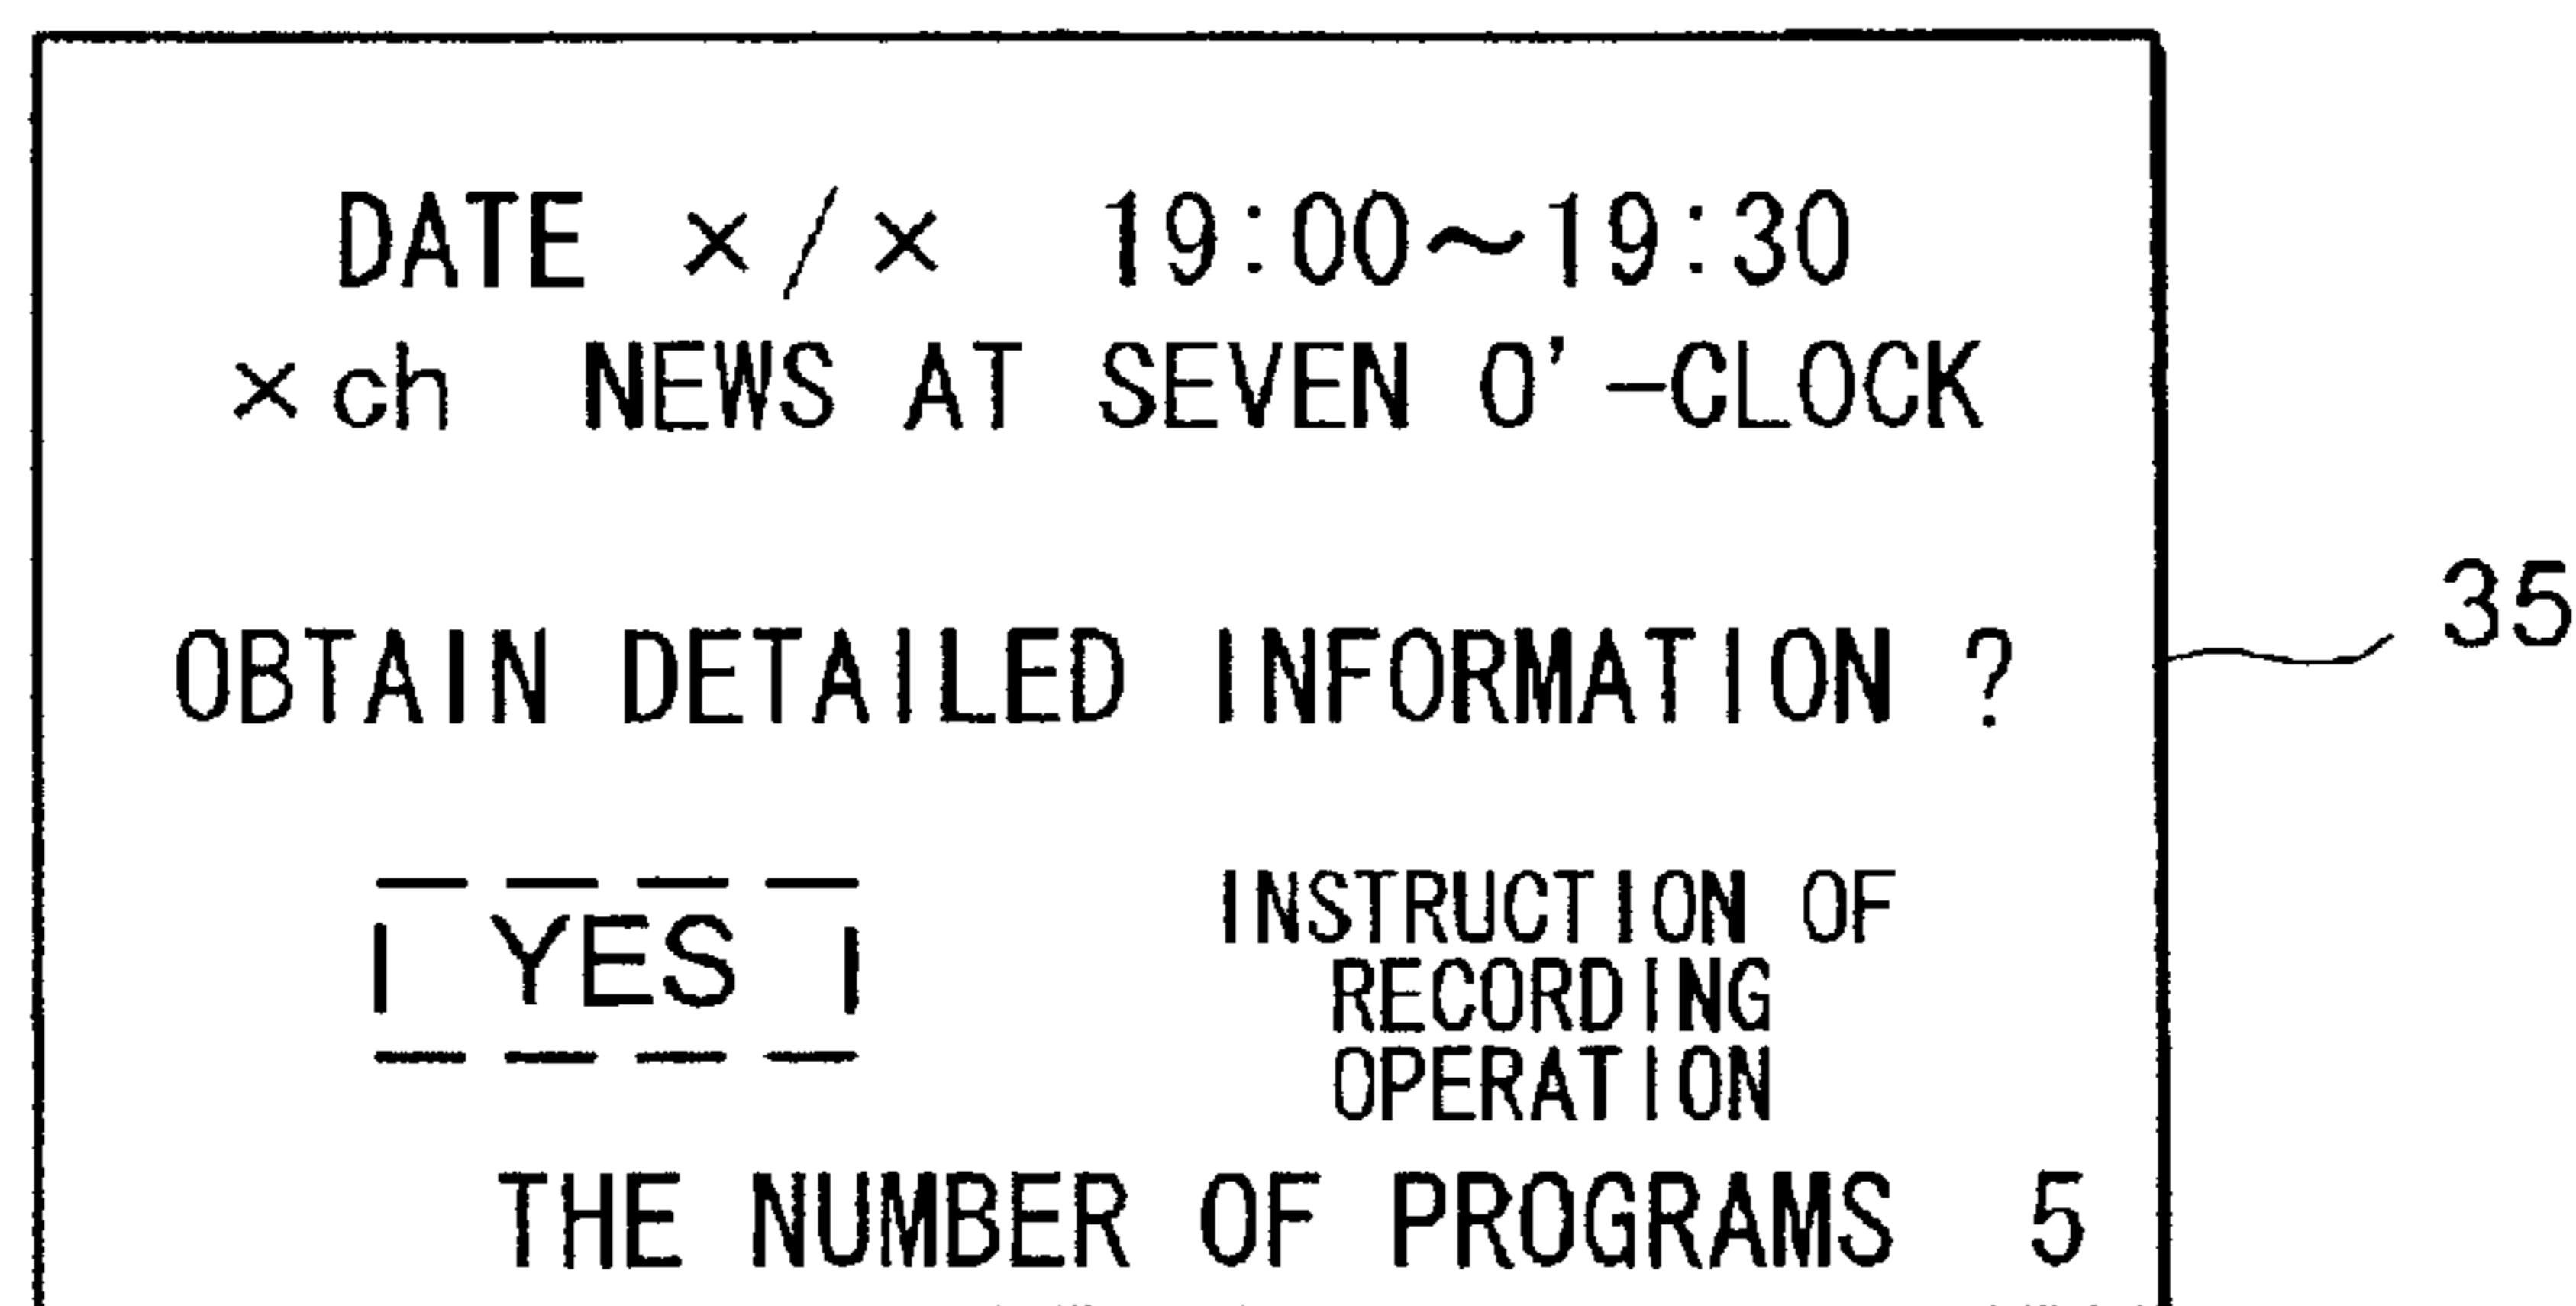 DATE ×/× 19:00~19:30
×ch NEWS AT SEVEN O'-CLOCK
OBTAIN DETAILED INFORMATION ?
35
YES
INSTRUCTION OF
RECORDING
OPERATION
THE NUMBER OF PROGRAMS 5